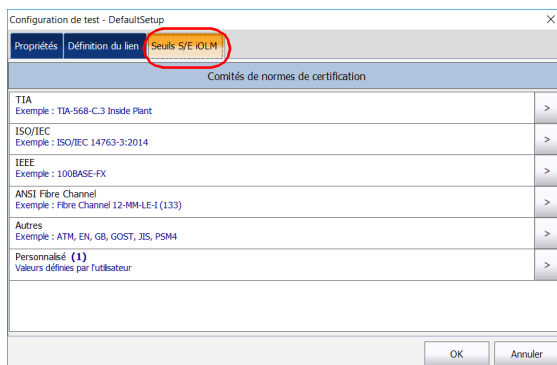 Configuration de test - DefaultSetup
Propriétés Définition du lien Seuils S/E iOLM
Comités de normes de certification
TIA
Exemple : TIA-568-C.3 Inside Plant
>
ISO/IEC
Exemple : ISO/IEC 14763-3:2014
>
IEEE
Exemple : 100BASE-FX
>
ANSI Fibre Channel
Exemple : Fibre Channel 12-MM-LE-I (133)
>
Autres
Exemple : ATM, EN, GB, GOST, JIS, PSM4
>
Personnalisé (1)
Valeurs définies par l'utilisateur
>
OK Annuler